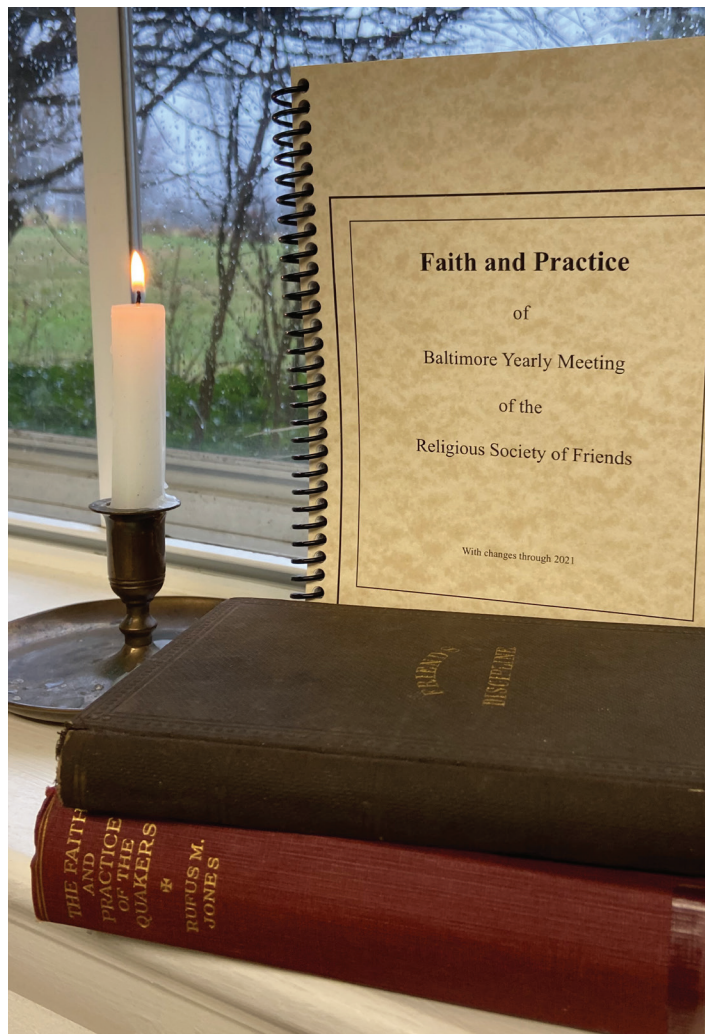 Faith and Practice
of
Baltimore Yearly Meeting
of the
Religious Society of Friends
With changes through 2021
FRIENDS
DISCIPLINE
THE FAITH
AND
PRACTICE
OF THE
QUAKERS
RUFUS M.
JONES